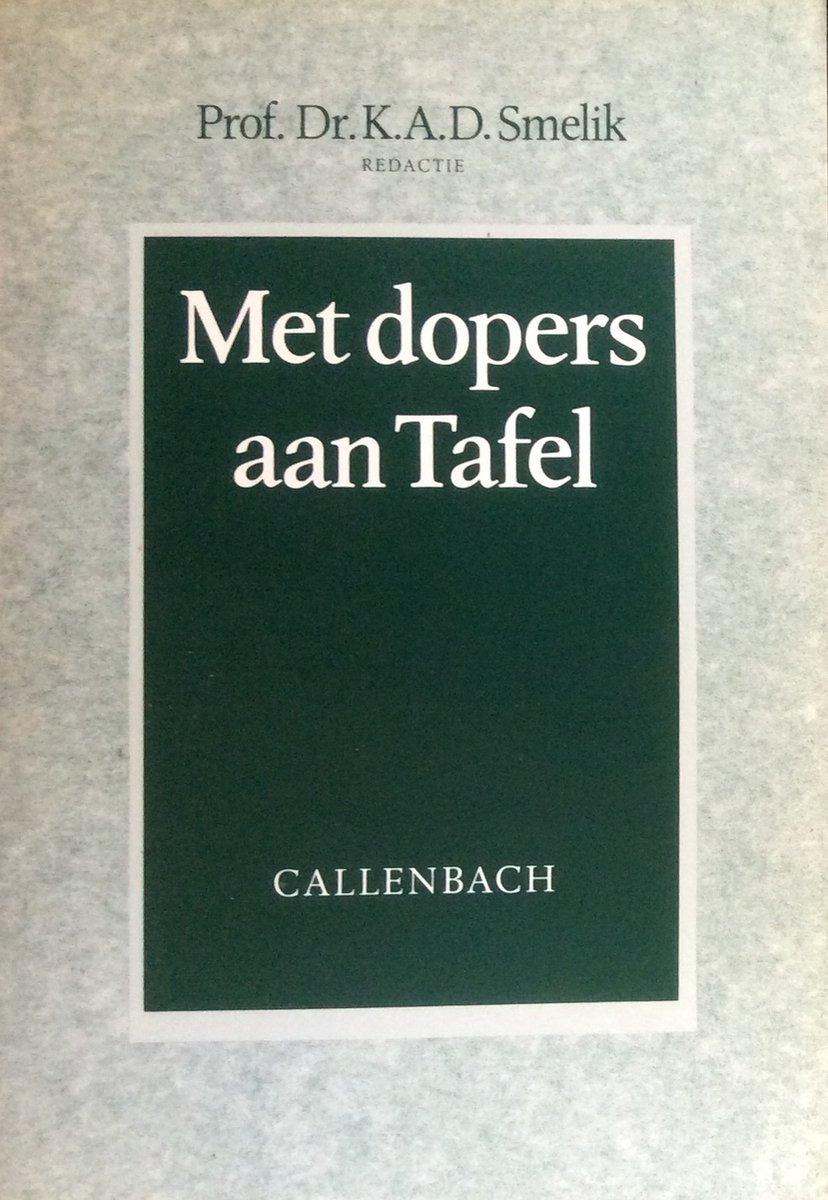 Prof. Dr. K.A.D. Smelik
REDACTIE
Met dopers
aan Tafel
CALLENBACH